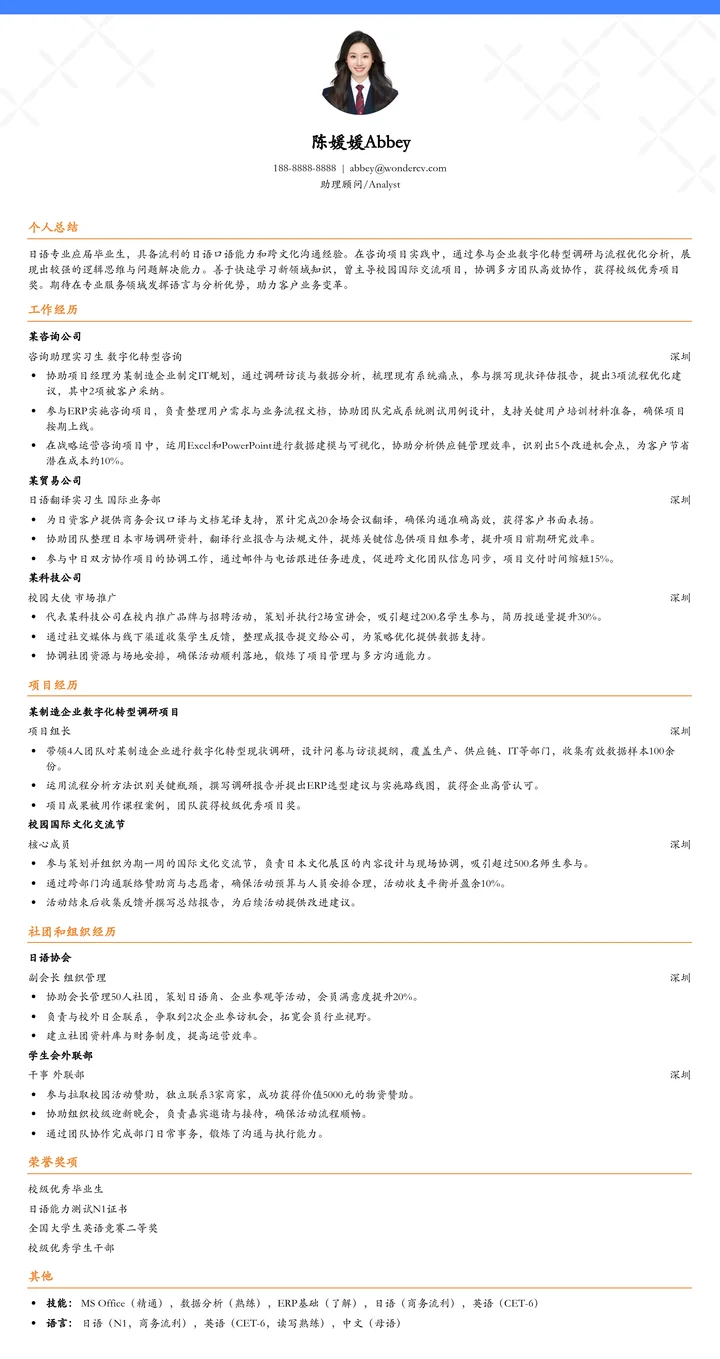 陈媛媛Abbey
188-8888-8888 | abbey@wondercv.com
助理顾问/Analyst
个人总结
日语专业应届毕业生，具备流利的日语口语能力和跨文化沟通经验。在咨询项目实践中，通过参与企业数字化转型调研与流程优化分析，展
现出较强的逻辑思维与问题解决能力。善于快速学习新领域知识，曾主导校园国际交流项目，协调多方团队高效协作，获得校级优秀项目
奖。期待在专业服务领域发挥语言与分析优势，助力客户业务变革。
工作经历
某咨询公司
咨询助理实习生 数字化转型咨询 深圳
• 协助项目经理为某制造企业制定IT规划，通过调研访谈与数据分析，梳理现有系统痛点，参与撰写现状评估报告，提出3项流程优化建
议，其中2项被客户采纳。
• 参与ERP实施咨询项目，负责整理用户需求与业务流程文档，协助团队完成系统测试用例设计，支持关键用户培训材料准备，确保项目
按期上线。
• 在战略运营咨询项目中，运用Excel和PowerPoint进行数据建模与可视化，协助分析供应链管理效率，识别出5个改进机会点，为客户节省
潜在成本约10%。
某贸易公司
日语翻译实习生 国际业务部 深圳
• 为日资客户提供商务会议口译与文档笔译支持，累计完成20余场会议翻译，确保沟通准确高效，获得客户书面表扬。
• 协助团队整理日本市场调研资料，翻译行业报告与法规文件，提炼关键信息供项目组参考，提升项目前期研究效率。
• 参与中日双方协作项目的协调工作，通过邮件与电话跟进任务进度，促进跨文化团队信息同步，项目交付时间缩短15%。
某科技公司
校园大使 市场推广 深圳
• 代表某科技公司在校内推广品牌与招聘活动，策划并执行2场宣讲会，吸引超过200名学生参与，简历投递量提升30%。
• 通过社交媒体与线下渠道收集学生反馈，整理成报告提交给公司，为策略优化提供数据支持。
• 协调社团资源与场地安排，确保活动顺利落地，锻炼了项目管理与多方沟通能力。
项目经历
某制造企业数字化转型调研项目
项目组长 深圳
• 带领4人团队对某制造企业进行数字化转型现状调研，设计问卷与访谈提纲，覆盖生产、供应链、IT等部门，收集有效数据样本100余
份。
• 运用流程分析方法识别关键瓶颈，撰写调研报告并提出ERP选型建议与实施路线图，获得企业高管认可。
• 项目成果被用作课程案例，团队获得校级优秀项目奖。
校园国际文化交流节
核心成员 深圳
• 参与策划并组织为期一周的国际文化交流节，负责日本文化展区的内容设计与现场协调，吸引超过500名师生参与。
• 通过跨部门沟通联络赞助商与志愿者，确保活动预算与人员安排合理，活动收支平衡并盈余10%。
• 活动结束后收集反馈并撰写总结报告，为后续活动提供改进建议。
社团和组织经历
日语协会
副会长 组织管理 深圳
• 协助会长管理50人社团，策划日语角、企业参观等活动，会员满意度提升20%。
• 负责与校外日企联系，争取到2次企业参访机会，拓宽会员行业视野。
• 建立社团资料库与财务制度，提高运营效率。
学生会外联部
干事 外联部 深圳
• 参与拉取校园活动赞助，独立联系3家商家，成功获得价值5000元的物资赞助。
• 协助组织校级迎新晚会，负责嘉宾邀请与接待，确保活动流程顺畅。
• 通过团队协作完成部门日常事务，锻炼了沟通与执行能力。
荣誉奖项
校级优秀毕业生
日语能力测试N1证书
全国大学生英语竞赛二等奖
校级优秀学生干部
其他
• 技能： MS Office（精通），数据分析（熟练），ERP基础（了解），日语（商务流利），英语（CET-6）
• 语言： 日语（N1，商务流利），英语（CET-6，读写熟练），中文（母语）